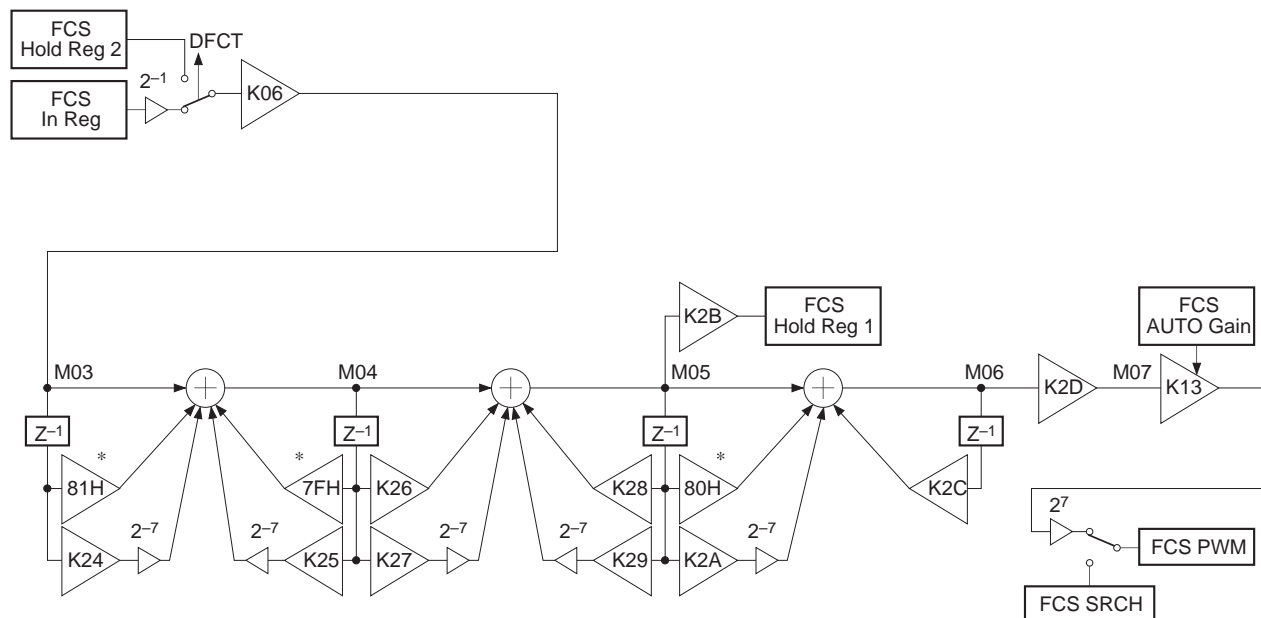 FCS
Hold Reg 2
DFCT
2–1
FCS
In Reg
K06
K2B
FCS
Hold Reg 1
FCS
AUTO Gain
M03
M04
M05
M06
K2D
M07
K13
Z–1
Z–1
Z–1
Z–1
*
81H
*
7FH
K26
K28
*
80H
K2C
K24
2–7
2–7
K25
K27
2–7
2–7
K29
K2A
2–7
27
FCS PWM
FCS SRCH